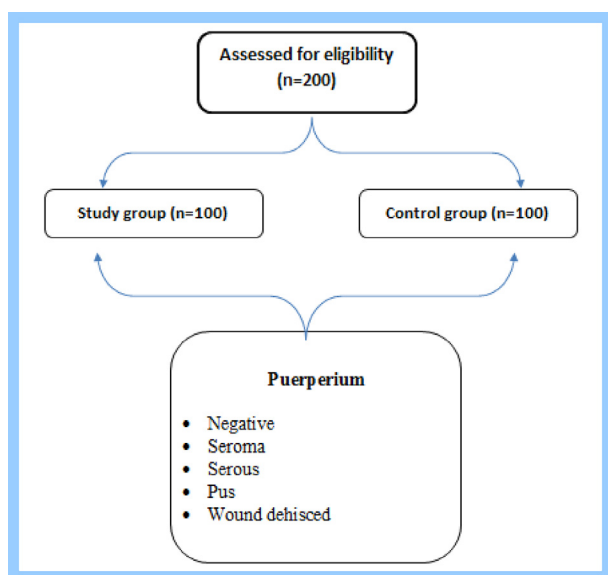 Assessed for eligibility
(n=200)
Study group (n=100)
Control group (n=100)
Puerperium
• Negative
• Seroma
• Serous
• Pus
• Wound dehisced